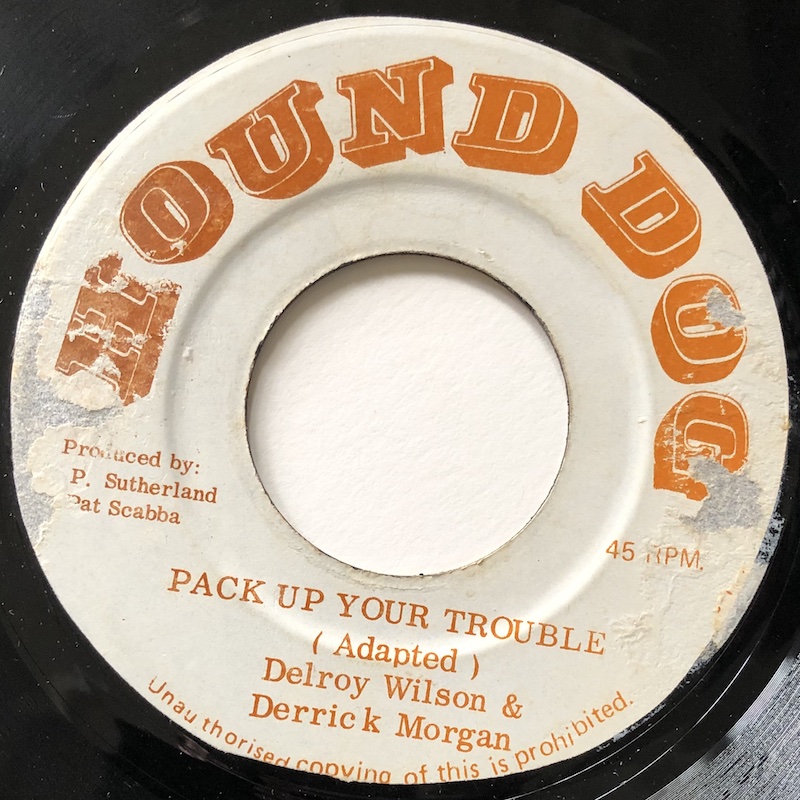 HOUND DOG
Produced by:
P. Sutherland
Pat Scabba
45 RPM.
PACK UP YOUR TROUBLE
( Adapted )
Delroy Wilson &
Derrick Morgan
Unauthorised copying of this is prohibited.